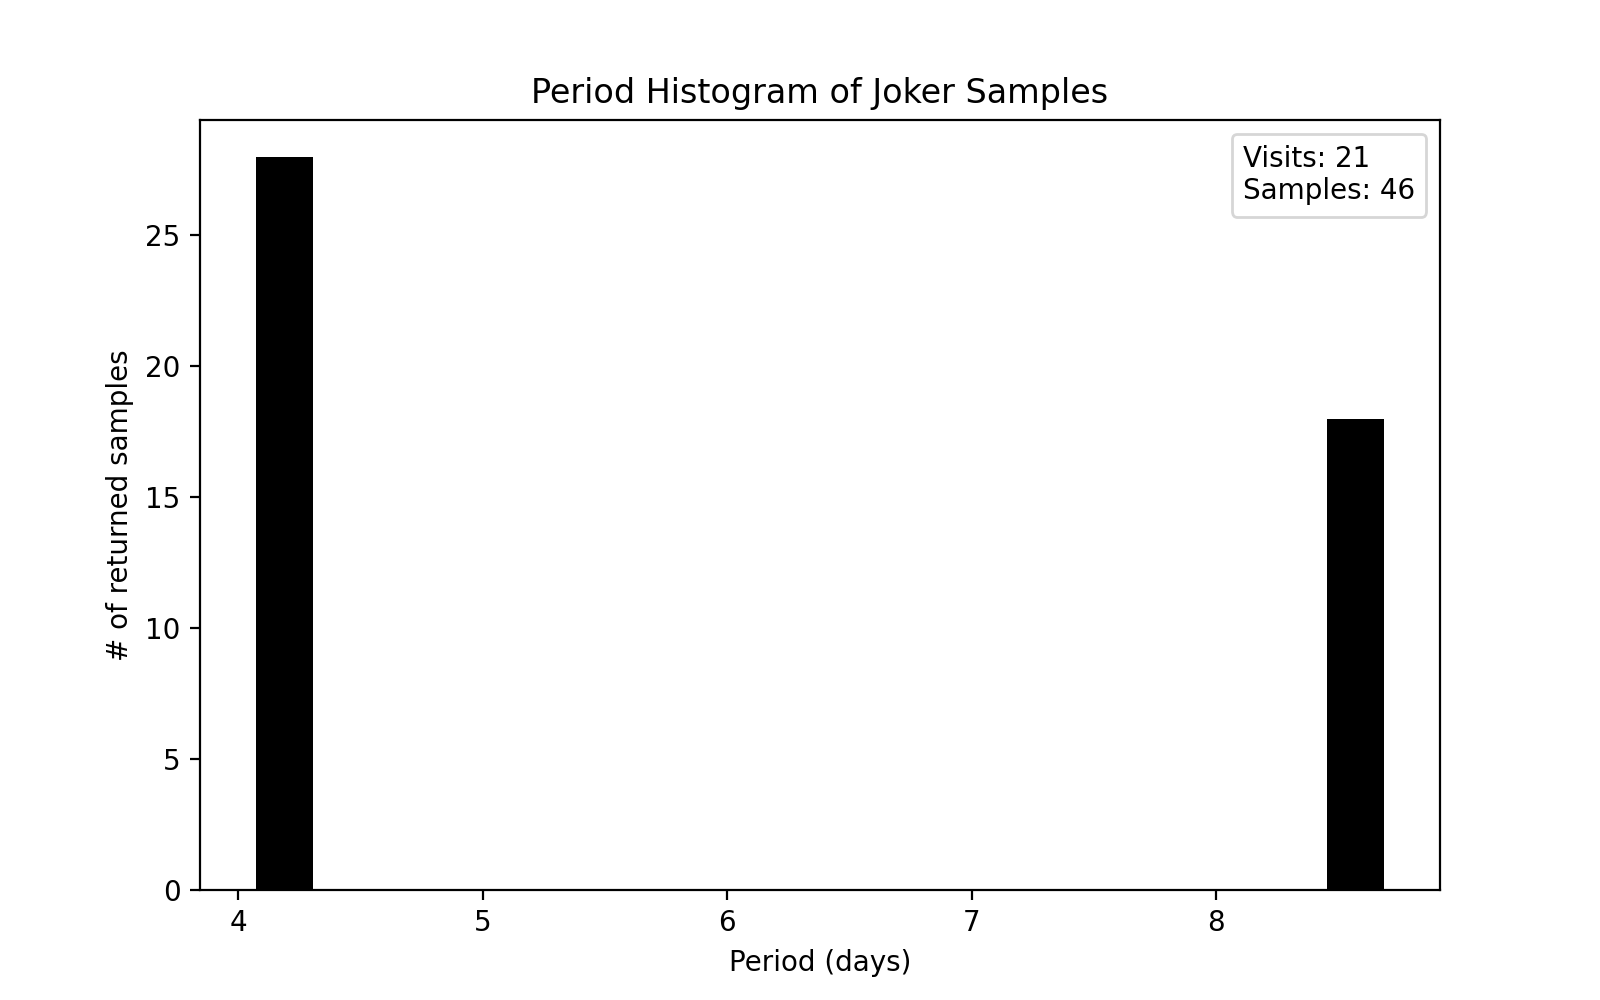 Period Histogram of Joker Samples
Visits: 21
Samples: 46
# of returned samples
25
20
15
10
5
0
4 5 6 7 8
Period (days)